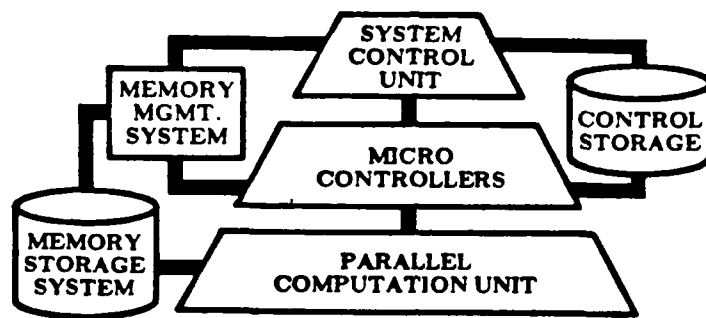 SYSTEM
CONTROL
UNIT
MEMORY
MGMT.
SYSTEM
CONTROL
STORAGE
MICRO
CONTROLLERS
MEMORY
STORAGE
SYSTEM
PARALLEL
COMPUTATION UNIT